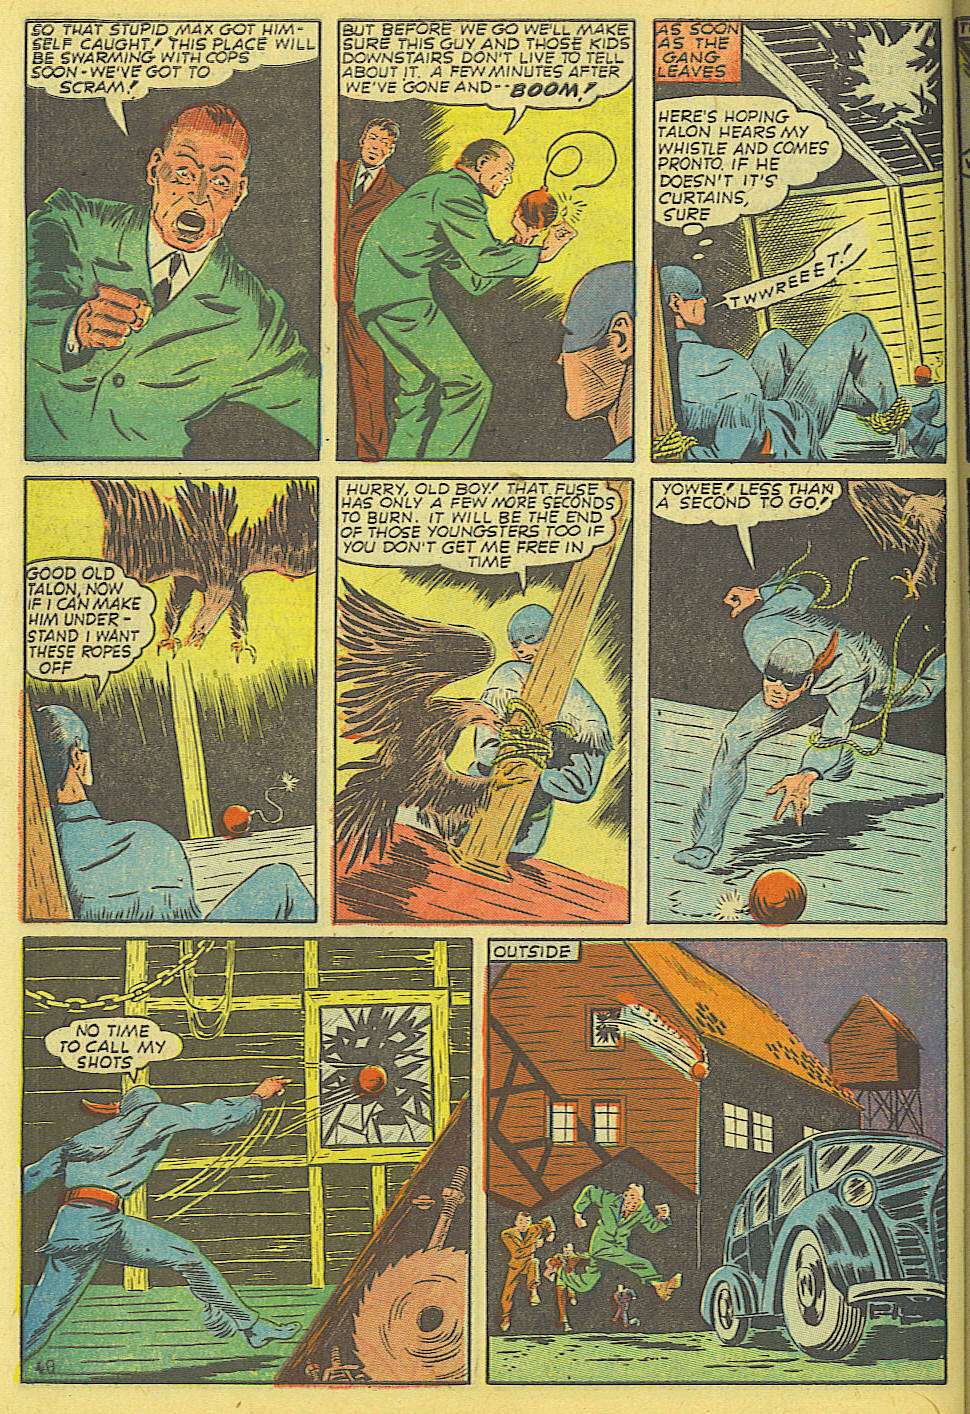 SO THAT STUPID MAX GOT HIM-
SELF CAUGHT! THIS PLACE WILL
BE SWARMING WITH COPS
SOON - WE'VE GOT TO
SCRAM!
BUT BEFORE WE GO WE'LL MAKE
SURE THIS GUY AND THOSE KIDS
DOWNSTAIRS DON'T LIVE TO TELL
ABOUT IT. A FEW MINUTES AFTER
WE'VE GONE AND-- BOOM!
AS SOON
AS THE
GANG
LEAVES
HERE'S HOPING
TALON HEARS MY
WHISTLE AND COMES
PRONTO. IF HE
DOESN'T IT'S
CURTAINS,
SURE
TWWREEET!
GOOD OLD
TALON, NOW
IF I CAN MAKE
HIM UNDER-
STAND I WANT
THESE ROPES
OFF
HURRY, OLD BOY! THAT FUSE
HAS ONLY A FEW MORE SECONDS
TO BURN. IT WILL BE THE END
OF THOSE YOUNGSTERS TOO IF
YOU DON'T GET ME FREE IN
TIME
YOWEE! LESS THAN
A SECOND TO GO!
NO TIME
TO CALL MY
SHOTS
OUTSIDE